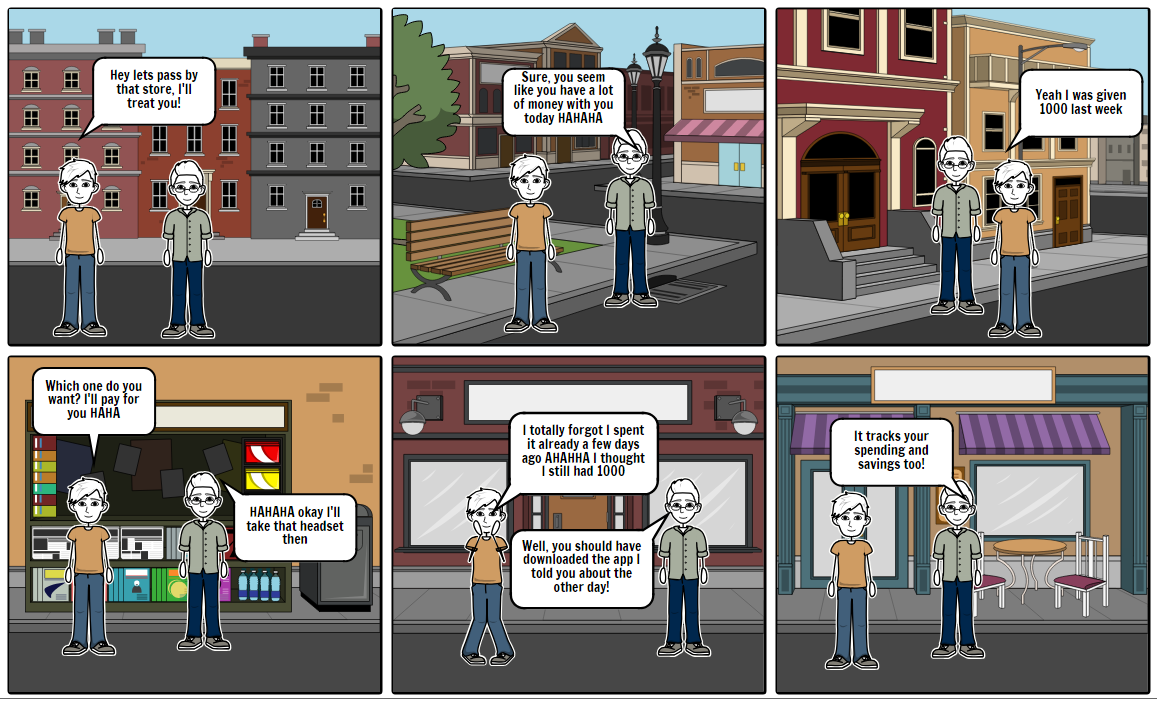 Hey lets pass by
that store, I'll
treat you!
Sure, you seem
like you have a lot
of money with you
today HAHAHA
Yeah I was given
1000 last week
Which one do you
want? I'll pay for
you HAHA
HAHAHA okay I'll
take that headset
then
I totally forgot I spent
it already a few days
ago AHAHHA I thought
I still had 1000
Well, you should have
downloaded the app I
told you about the
other day!
It tracks your
spending and
savings too!